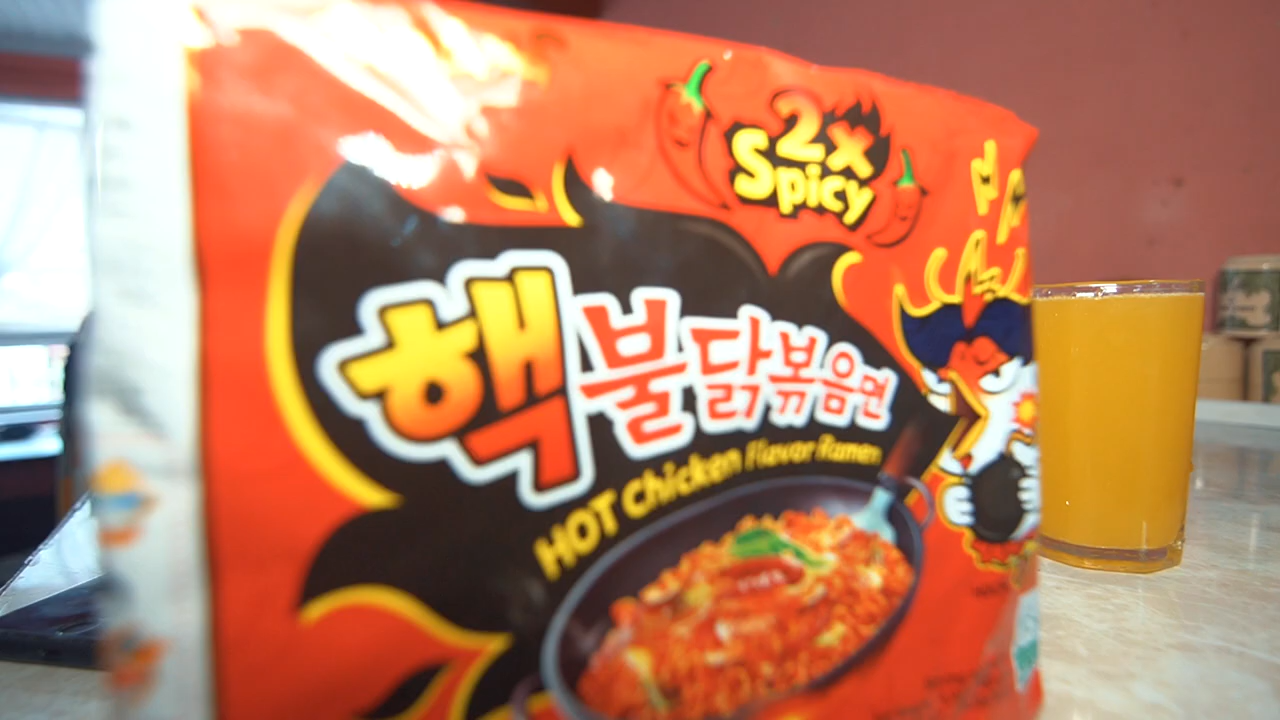 2x
Spicy
핵불닭볶음면
HOT Chicken Flavor Ramen